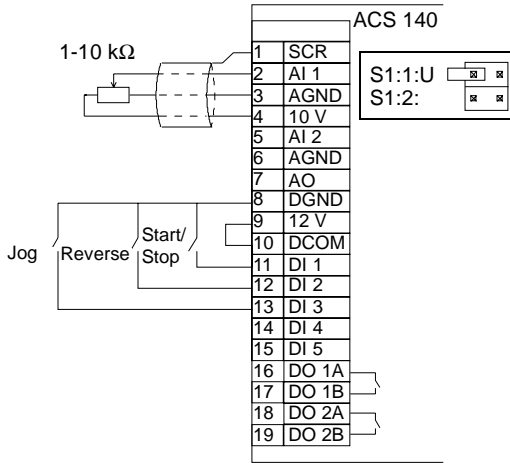 ACS 140
1-10 kΩ
1 SCR
2 AI 1
3 AGND
4 10 V
5 AI 2
6 AGND
7 AO
8 DGND
9 12 V
10 DCOM
11 DI 1
12 DI 2
13 DI 3
14 DI 4
15 DI 5
16 DO 1A
17 DO 1B
18 DO 2A
19 DO 2B
S1:1:U
S1:2:
Jog
Reverse
Start/
Stop